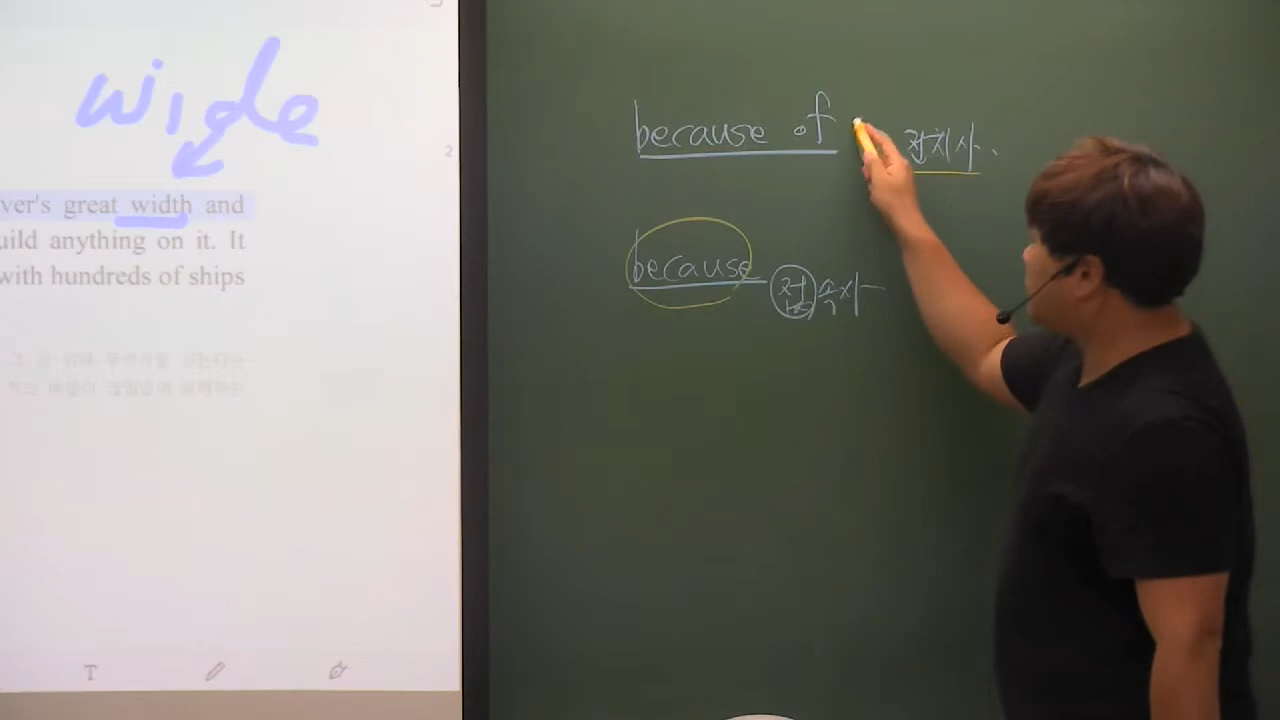 wide
ver's great width and
uild anything on it. It
with hundreds of ships
2
T
because of 전치사.
because 접속사